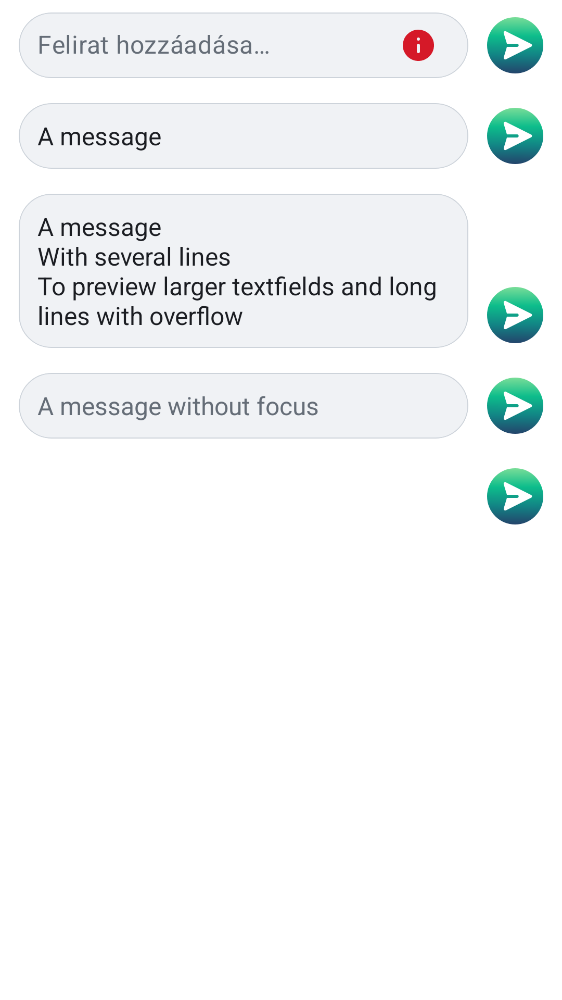 Felirat hozzáadása…
A message
A message
With several lines
To preview larger textfields and long
lines with overflow
A message without focus